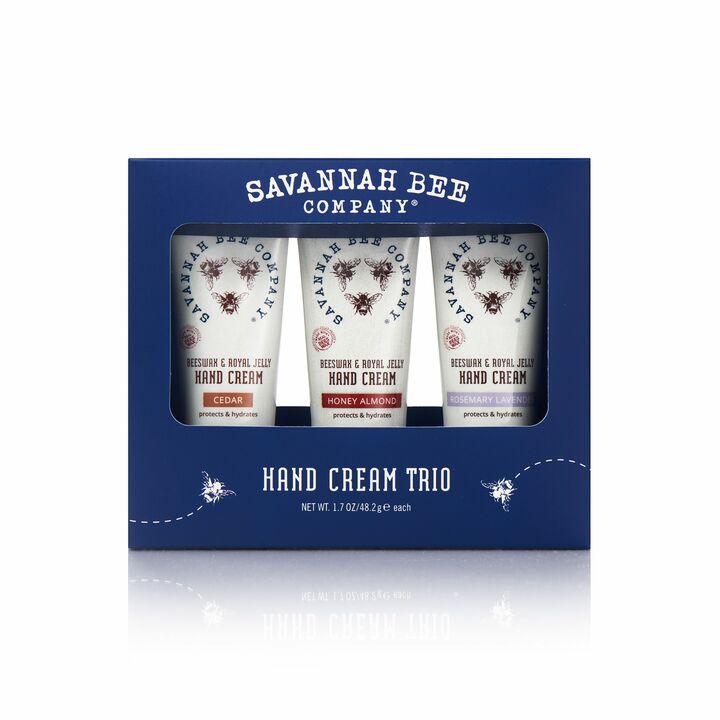 SAVANNAH BEE
COMPANY®
SAVANNAH BEE COMPANY®
BEESWAX & ROYAL JELLY
HAND CREAM
CEDAR
protects & hydrates
SAVANNAH BEE COMPANY®
BEESWAX & ROYAL JELLY
HAND CREAM
HONEY ALMOND
protects & hydrates
SAVANNAH BEE COMPANY®
BEESWAX & ROYAL JELLY
HAND CREAM
ROSEMARY LAVENDER
protects & hydrates
HAND CREAM TRIO
NET WT. 1.7 OZ/48.2g ℮ each